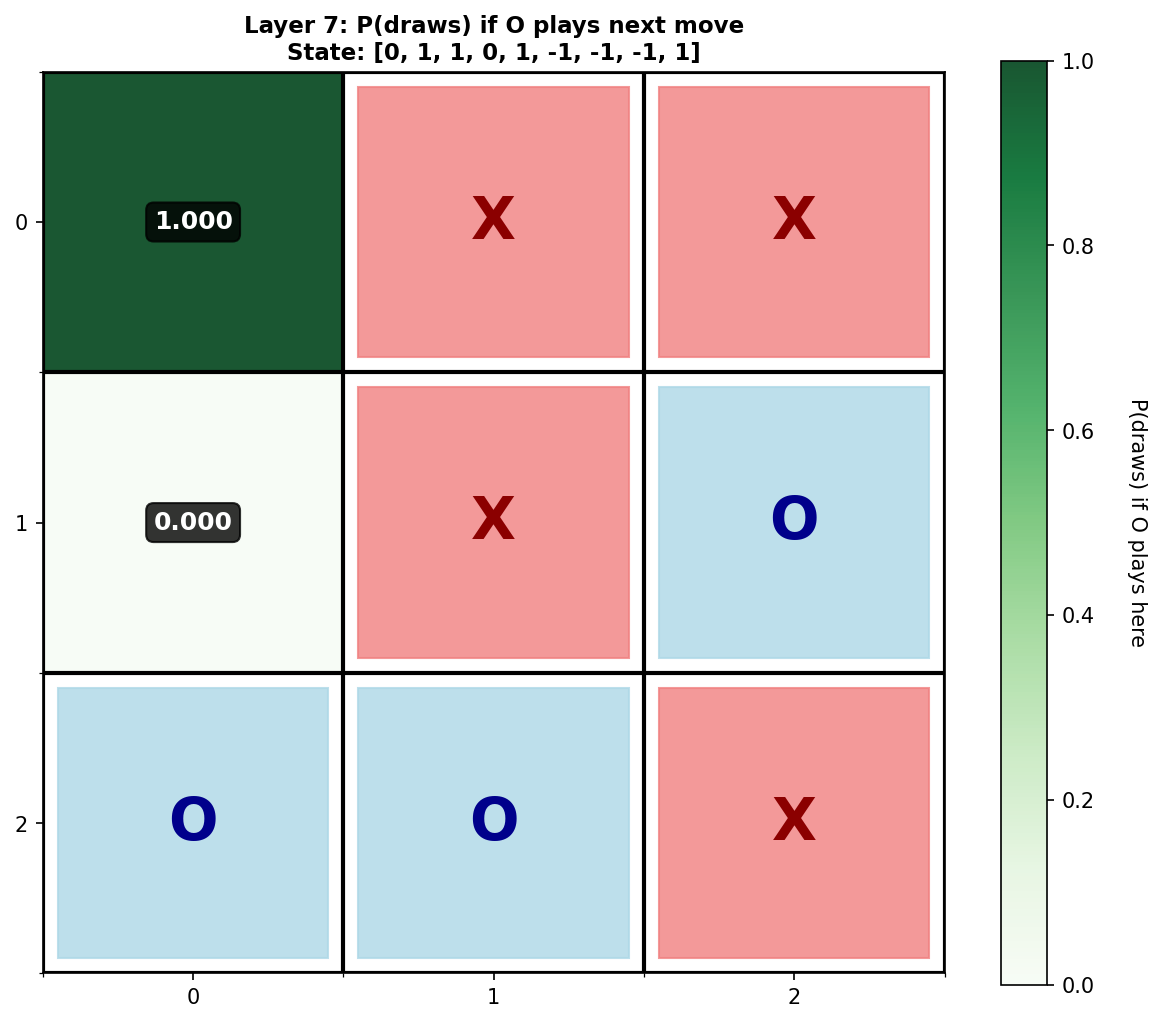 Layer 7: P(draws) if O plays next move
State: [0, 1, 1, 0, 1, -1, -1, -1, 1]
0
1.000
X
X
1
0.000
X
O
2
O
O
X
0
1
2
1.0
0.8
0.6
0.4
0.2
0.0
P(draws) if O plays here